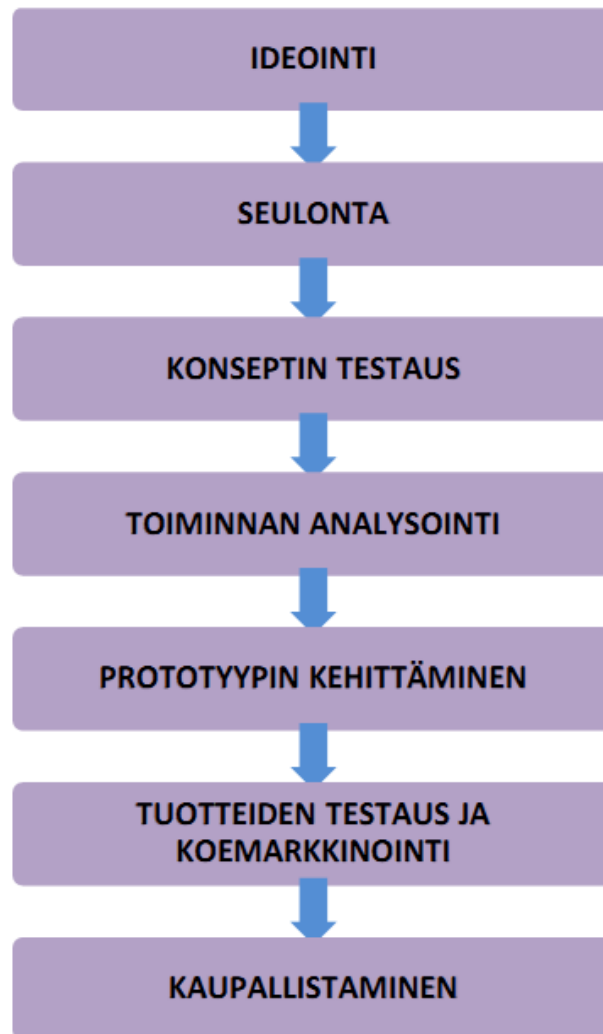 IDEOINTI
SEULONTA
KONSEPTIN TESTAUS
TOIMINNAN ANALYSOINTI
PROTOTYYPIN KEHITTÄMINEN
TUOTTEIDEN TESTAUS JA
KOEMARKKINOINTI
KAUPALLISTAMINEN